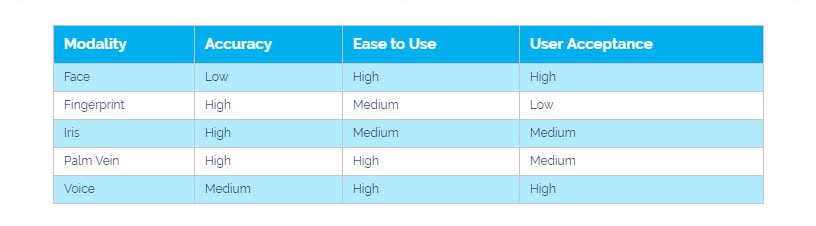 Modality Accuracy Ease to Use User Acceptance
Face Low High High
Fingerprint High Medium Low
Iris High Medium Medium
Palm Vein High High Medium
Voice Medium High High